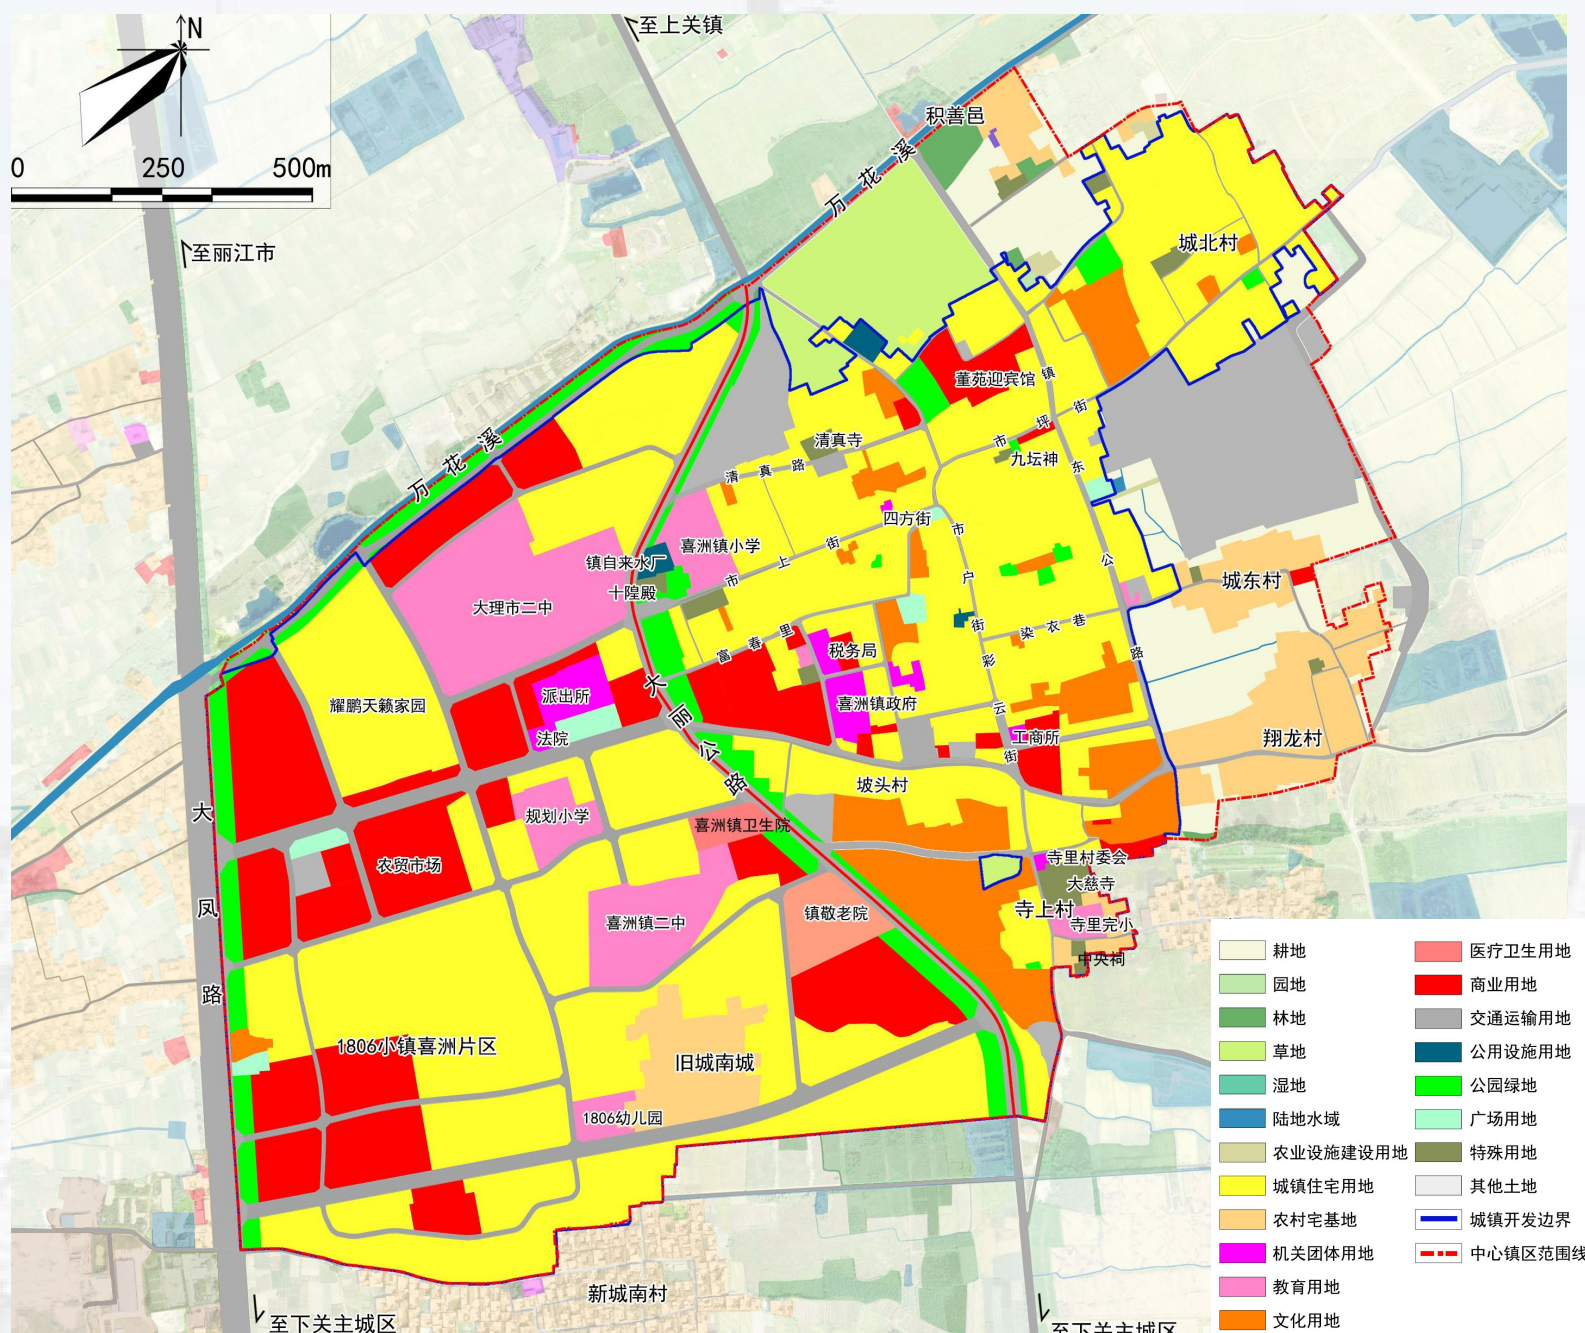 N
0 250 500m
至上关镇
至丽江市
积善邑
万花溪
城北村
董苑迎宾馆
镇东公路
市坪街
清真寺
清真路
九坛神
万花溪
四方街
市户街
喜洲镇小学
镇自来水厂
市上街
十隍殿
大理市二中
城东村
富春里
染衣巷
税务局
彩云街
派出所
喜洲镇政府
耀鹏天籁家园
法院
工商所
翔龙村
大丽公路
坡头村
大凤路
规划小学
喜洲镇卫生院
农贸市场
寺里村委会
大慈寺
镇敬老院
寺上村
喜洲镇二中
寺里完小
中央祠
1806小镇喜洲片区
旧城南城
1806幼儿园
新城南村
至下关主城区
至下关主城区
耕地
园地
林地
草地
湿地
陆地水域
农业设施建设用地
城镇住宅用地
农村宅基地
机关团体用地
教育用地
文化用地
医疗卫生用地
商业用地
交通运输用地
公用设施用地
公园绿地
广场用地
特殊用地
其他土地
城镇开发边界
中心镇区范围线